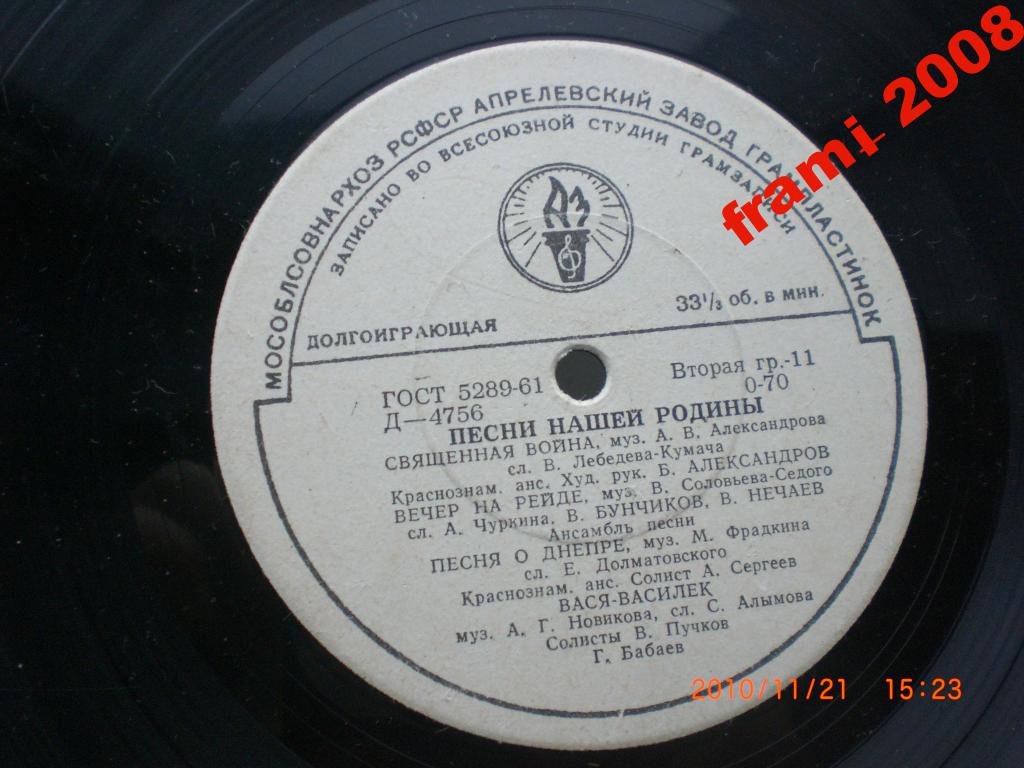 frami_2008
МОСОБЛСОВНАРХОЗ РСФСР АПРЕЛЕВСКИЙ ЗАВОД ГРАМПЛАСТИНОК
ЗАПИСАНО ВО ВСЕСОЮЗНОЙ СТУДИИ ГРАМЗАПИСИ
АЗ
ДОЛГОИГРАЮЩАЯ
33⅓ об. в мин.
ГОСТ 5289-61
Вторая гр.-11
Д—4756
0-70
ПЕСНИ НАШЕЙ РОДИНЫ
СВЯЩЕННАЯ ВОЙНА, муз. А. В. Александрова
сл. В. Лебедева-Кумача
Краснознам. анс. Худ. рук. Б. АЛЕКСАНДРОВ
ВЕЧЕР НА РЕЙДЕ, муз. В. Соловьева-Седого
сл. А. Чуркина, В. БУНЧИКОВ, В. НЕЧАЕВ
Ансамбль песни
ПЕСНЯ О ДНЕПРЕ, муз. М. Фрадкина
сл. Е. Долматовского
Краснознам. анс. Солист А. Сергеев
ВАСЯ-ВАСИЛЕК
муз. А. Г. Новикова, сл. С. Алымова
Солисты В. Пучков
Г. Бабаев
2010/11/21 15:23